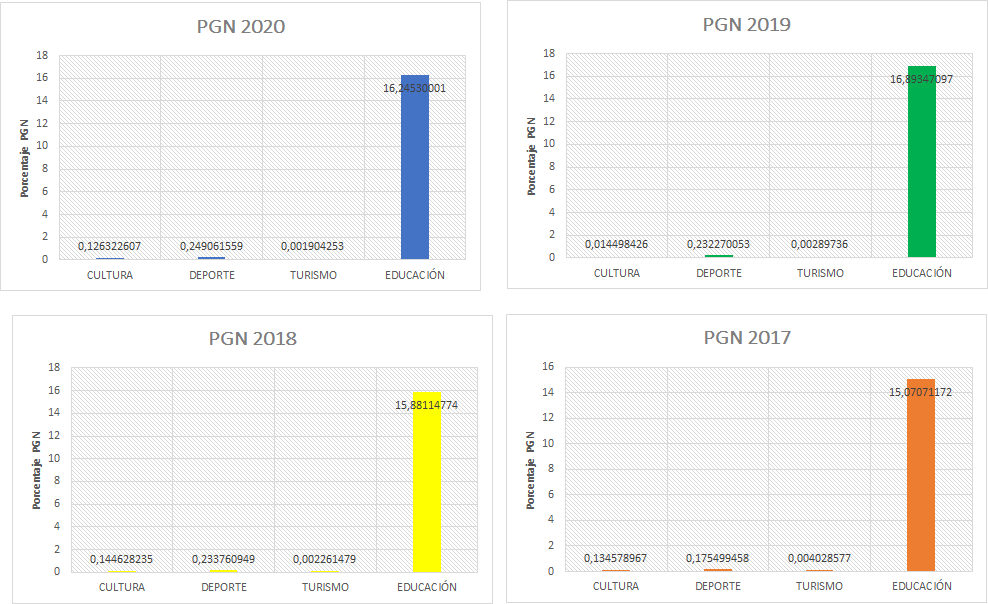 PGN 2020
Porcentaje PGN
18
16
14
12
10
8
6
4
2
0
0,126322607
0,249061559
0,001904253
16,24530001
CULTURA
DEPORTE
TURISMO
EDUCACIÓN
PGN 2019
Porcentaje PGN
18
16
14
12
10
8
6
4
2
0
0,014498426
0,232270053
0,00289736
16,89347097
CULTURA
DEPORTE
TURISMO
EDUCACIÓN
PGN 2018
Porcentaje PGN
18
16
14
12
10
8
6
4
2
0
0,144628235
0,233760949
0,002261479
15,88114774
CULTURA
DEPORTE
TURISMO
EDUCACIÓN
PGN 2017
Porcentaje PGN
16
14
12
10
8
6
4
2
0
0,134578967
0,175499458
0,004028577
15,07071172
CULTURA
DEPORTE
TURISMO
EDUCACIÓN